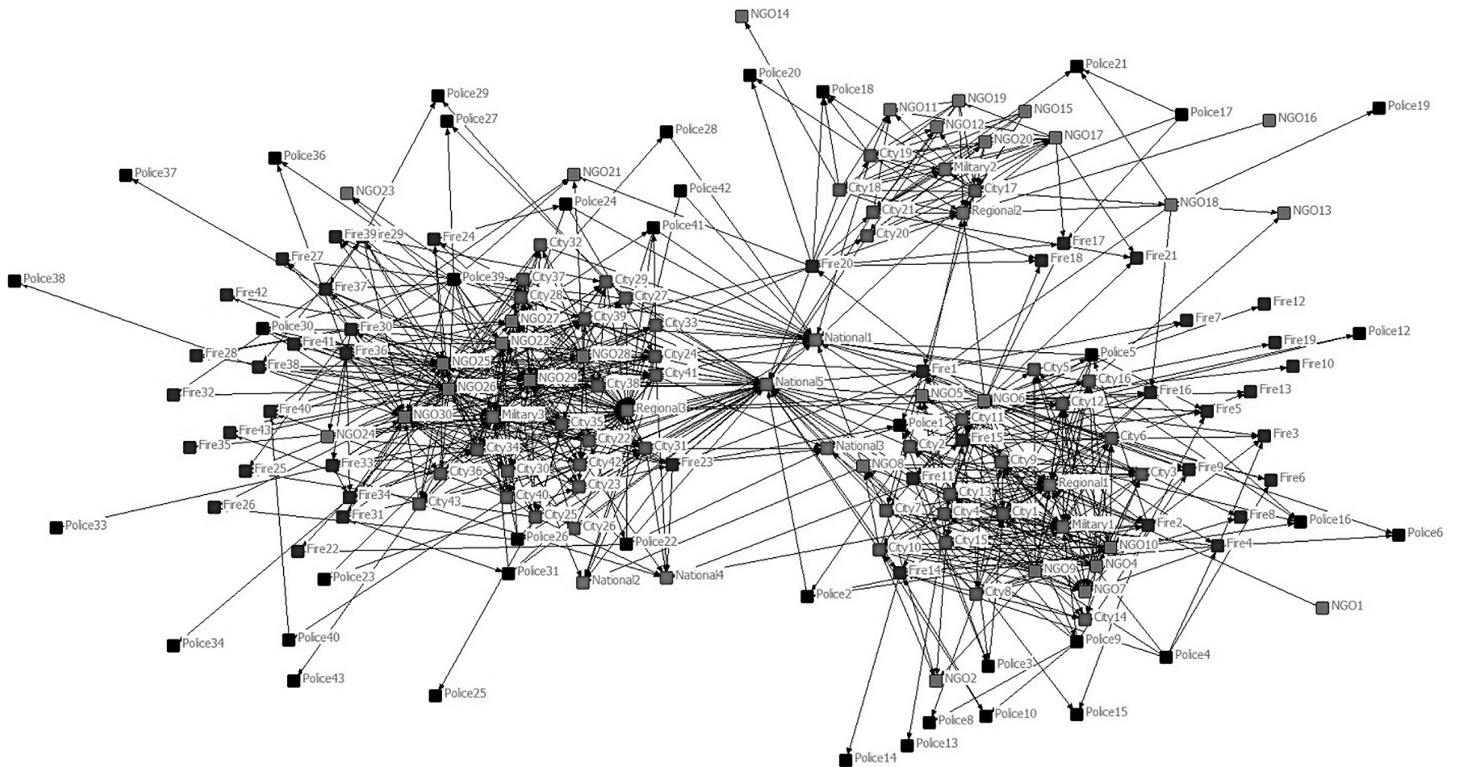 NGO14
Police21
Police20
Police18
Police29
NGO19
NGO11
NGO15
Police19
Police17
Police27
NGO16
NGO12
Police28
NGO17
NGO20
City19
Police36
Military2
Police37
NGO21
City18
City17
Police42
NGO23
Police24
NGO18
City21
Regional2
NGO13
Police41
City20
Fire39
ire29
Fire24
City32
Fire17
Fire27
Fire18
Fire21
Fire20
Police38
Police39
City37
City29
Fire37
Fire42
City28
City27
Fire12
NGO27
City39
Fire7
Police30
Fire30
City33
Police12
Fire41
NGO22
National1
Fire19
Fire28
Fire36
NGO28
City24
Police5
Fire38
NGO25
Fire10
Fire1
City5
City41
NGO29
City38
National5
City16
NGO26
Fire32
Fire16
Fire13
NGO5
NGO6
City12
Fire40
NGO30
Military3
Regional3
Fire5
City11
City35
Police1
Fire43
NGO24
Fire15
City6
Fire3
City22
Fire35
City34
City31
National3
City2
Fire33
City42
Fire23
NGO8
City9
Fire9
Fire25
City36
City30
City3
Fire11
Fire6
City23
Regional1
Fire34
City40
City13
City43
Fire26
City7
City4
City1
Fire31
City25
Fire8
Police16
Police33
City26
Military1
Fire2
Police26
Police6
Fire22
Police22
City15
City10
NGO10
Fire4
Police31
Police23
National2
National4
Fire14
NGO9
NGO4
Police2
City8
NGO7
NGO1
City14
Police34
Police40
Police9
Police4
Police3
Police43
NGO2
Police25
Police8
Police10
Police15
Police13
Police14